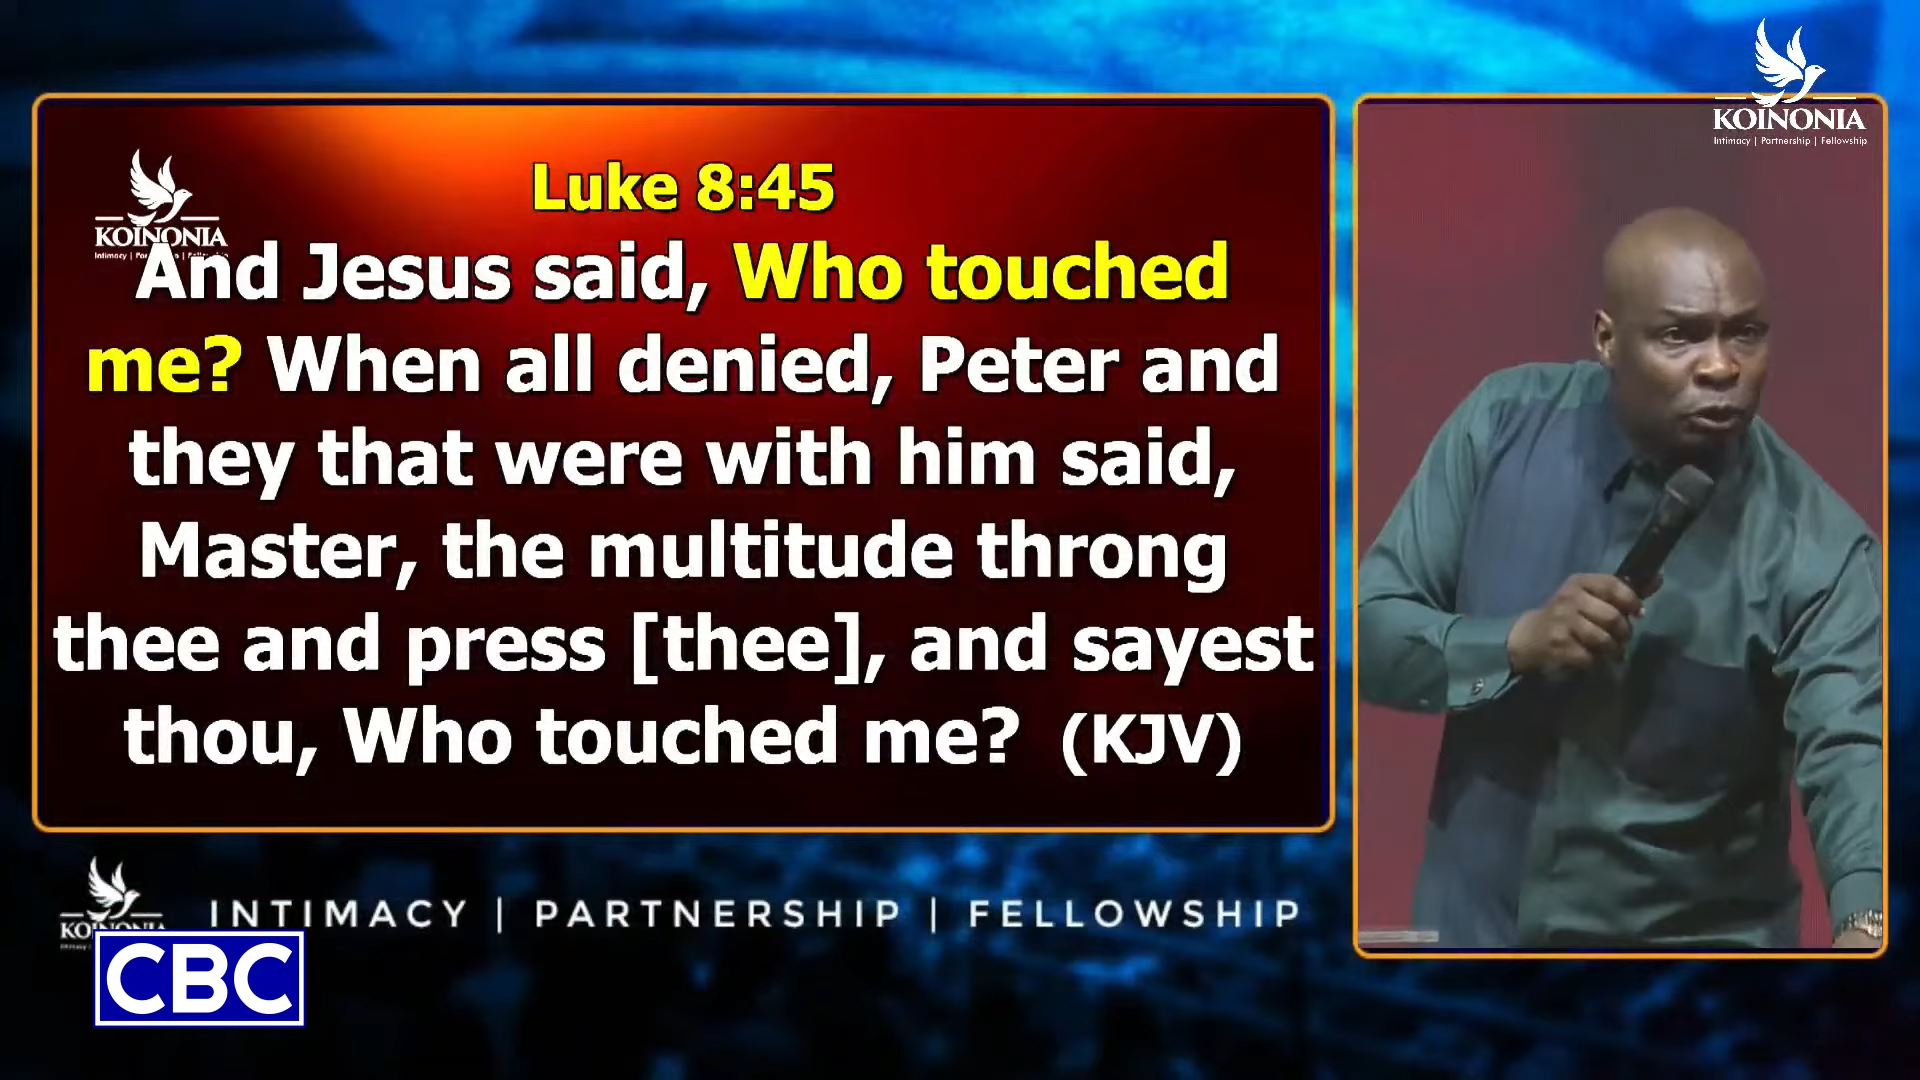 KOINONIA
Intimacy | Partnership | Fellowship
KOINONIA
Luke 8:45
And Jesus said, Who touched
me? When all denied, Peter and
they that were with him said,
Master, the multitude throng
thee and press [thee], and sayest
thou, Who touched me? (KJV)
KOINONIA
INTIMACY | PARTNERSHIP | FELLOWSHIP
CBC